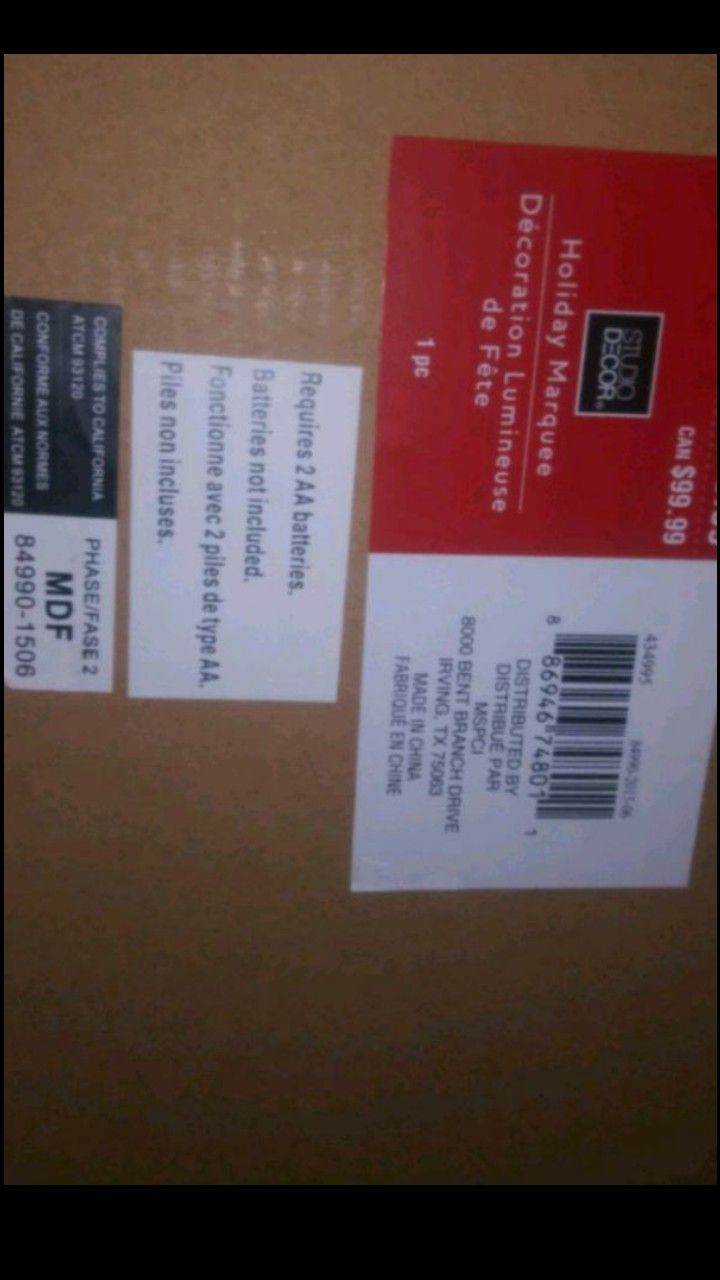 CAN $99.99
STUDIO
DECOR®
Holiday Marquee
Décoration Lumineuse
de Fête
1 pc
434995
8 86946 74801 1
DISTRIBUTED BY
DISTRIBUÉ PAR
MSPCI
8000 BENT BRANCH DRIVE
IRVING, TX 75063
MADE IN CHINA
FABRIQUÉ EN CHINE
Requires 2 AA batteries.
Batteries not included.
Fonctionne avec 2 piles de type AA.
Piles non incluses.
COMPLIES TO CALIFORNIA
ATCM 93120
CONFORME AUX NORMES
DE CALIFORNIE ATCM 93120
PHASE/FASE 2
MDF
84990-1506